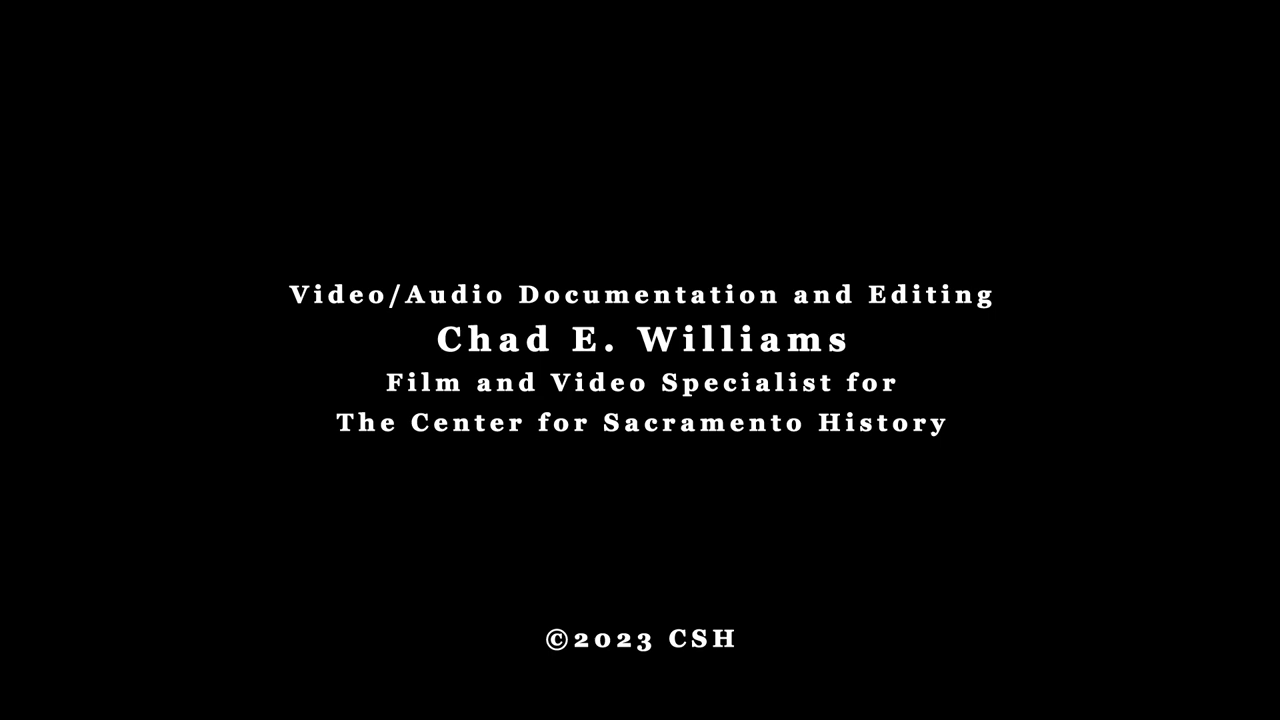 Video/Audio Documentation and Editing
Chad E. Williams
Film and Video Specialist for
The Center for Sacramento History
©2023 CSH